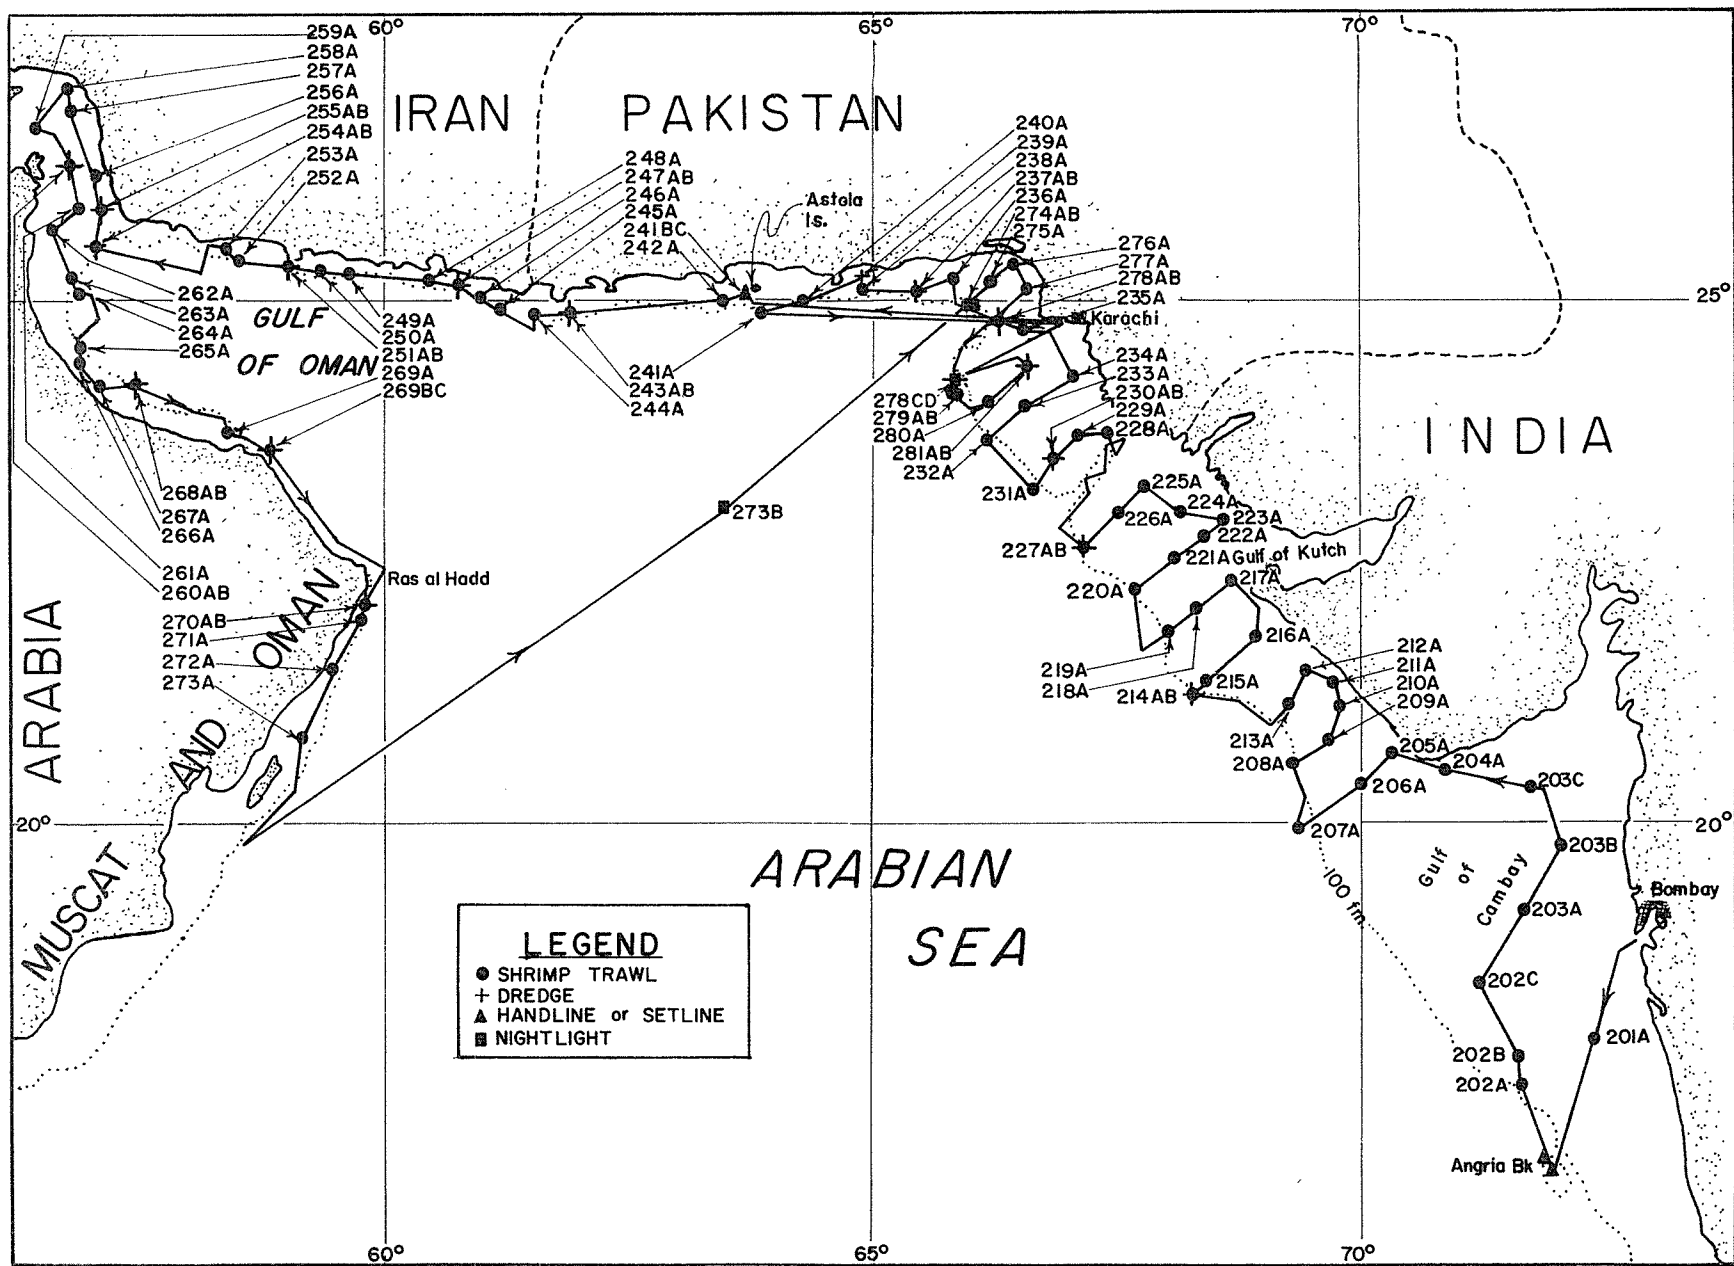 60°
65°
70°
259A
258A
257A
256A
255AB
254AB
253A
252A
IRAN
PAKISTAN
248A
247AB
246A
245A
241BC
242A
Astola
Is.
240A
239A
238A
237AB
236A
274AB
275A
276A
277A
278AB
235A
Karachi
25°
262A
263A
264A
265A
GULF
OF OMAN
249A
250A
251AB
269A
269BC
241A
243AB
244A
278CD
279AB
280A
281AB
232A
234A
233A
230AB
229A
228A
INDIA
268AB
267A
266A
261A
260AB
273B
231A
225A
224A
226A
223A
222A
227AB
221A
Gulf of Kutch
217A
220A
Ras al Hadd
270AB
271A
272A
273A
ARABIA
MUSCAT AND OMAN
216A
219A
218A
215A
214AB
212A
211A
210A
209A
213A
208A
205A
204A
203C
206A
20°
207A
20°
203B
ARABIAN
SEA
100 fm.
Gulf
of
Cambay
Bombay
203A
202C
201A
202B
202A
Angria Bk
LEGEND
SHRIMP TRAWL
DREDGE
HANDLINE or SETLINE
NIGHTLIGHT
60°
65°
70°